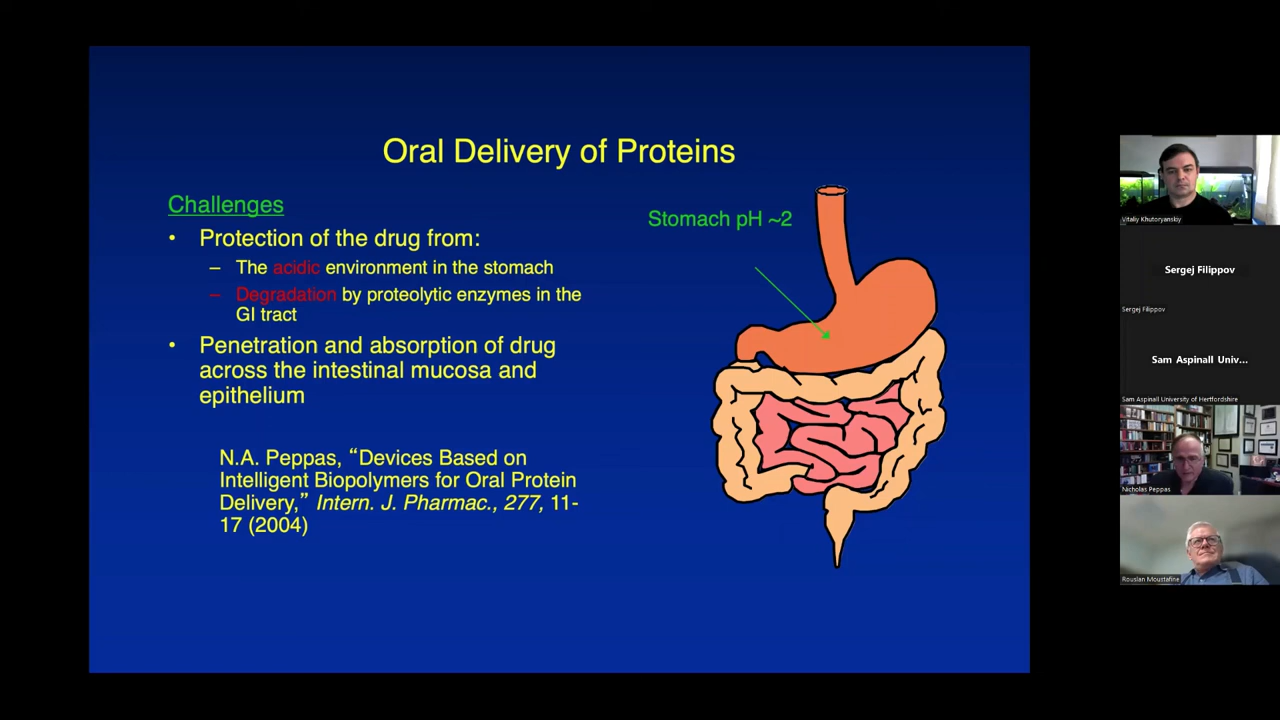 Oral Delivery of Proteins
Challenges
• Protection of the drug from:
– The acidic environment in the stomach
– Degradation by proteolytic enzymes in the
GI tract
• Penetration and absorption of drug
across the intestinal mucosa and
epithelium
N.A. Peppas, “Devices Based on
Intelligent Biopolymers for Oral Protein
Delivery,” Intern. J. Pharmac., 277, 11-
17 (2004)
Stomach pH ~2
Vitaliy Khutoryanskiy
Sergej Filippov
Sergej Filippov
Sam Aspinall Univ...
Sam Aspinall University of Hertfordshire
Nicholas Peppas
Rouslan Moustafine